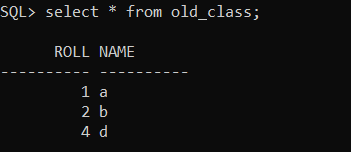 SQL> select * from old_class;
ROLL NAME
---------- ----------
1 a
2 b
4 d